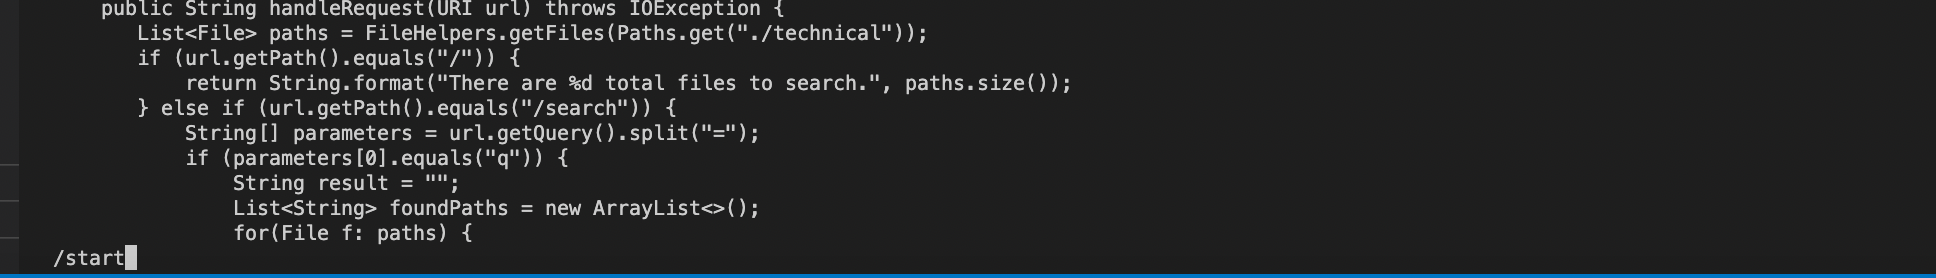 public String handleRequest(URI url) throws IOException {
List<File> paths = FileHelpers.getFiles(Paths.get("./technical"));
if (url.getPath().equals("/")) {
return String.format("There are %d total files to search.", paths.size());
} else if (url.getPath().equals("/search")) {
String[] parameters = url.getQuery().split("=");
if (parameters[0].equals("q")) {
String result = "";
List<String> foundPaths = new ArrayList<>();
for(File f: paths) {
/start